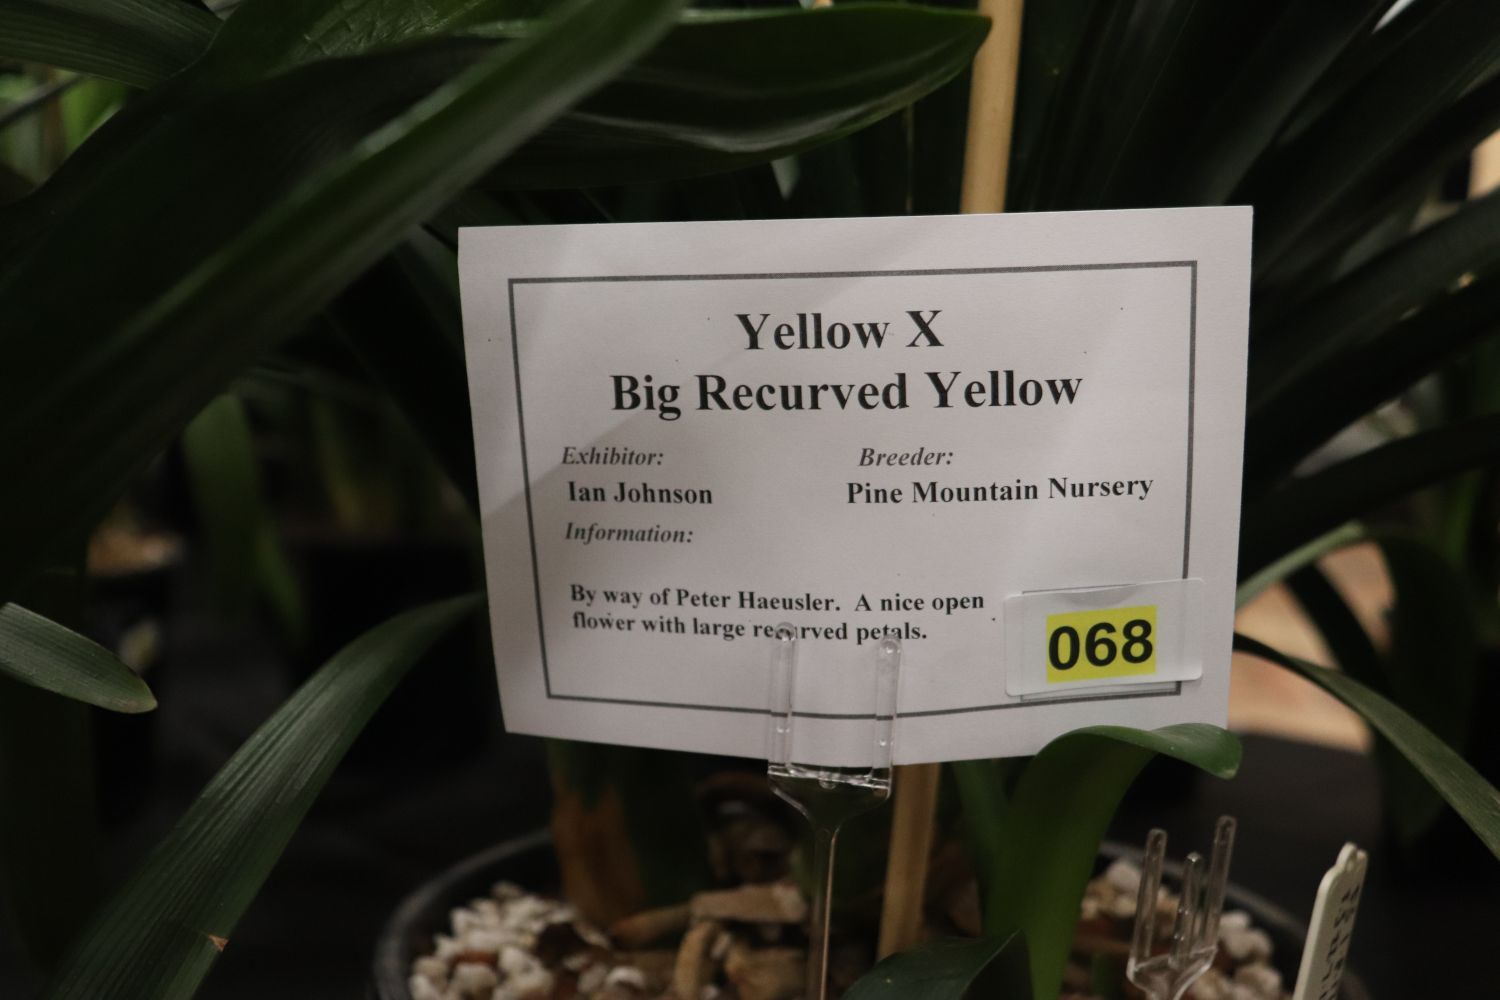 Yellow X
Big Recurved Yellow
Exhibitor: Breeder:
Ian Johnson Pine Mountain Nursery
Information:
By way of Peter Haeusler. A nice open
flower with large recurved petals.
068